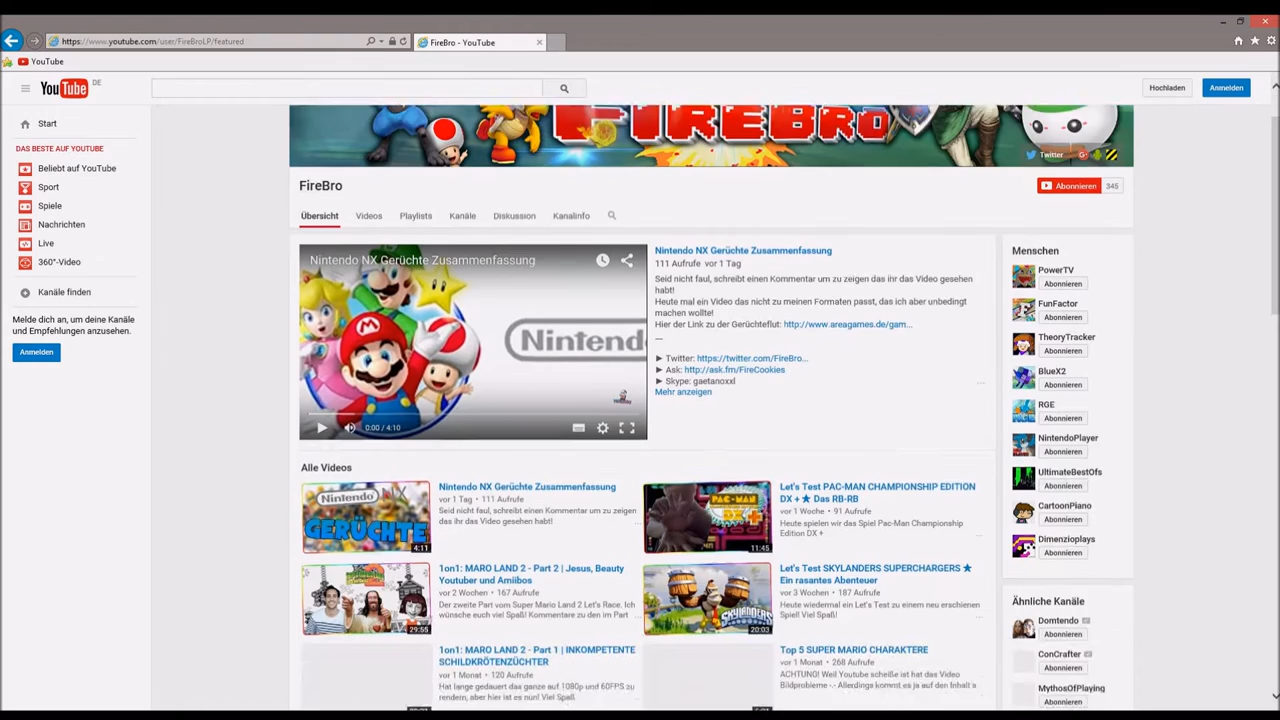 https://www.youtube.com/user/FireBroLP/featured
FireBro - YouTube
YouTube
YouTube DE
Hochladen
Anmelden
Start
DAS BESTE AUF YOUTUBE
Beliebt auf YouTube
Sport
Spiele
Nachrichten
Live
360°-Video
Kanäle finden
Melde dich an, um deine Kanäle
und Empfehlungen anzusehen.
Anmelden
FIREBRO
Twitter
FireBro
Abonnieren 345
Übersicht Videos Playlists Kanäle Diskussion Kanalinfo
Nintendo NX Gerüchte Zusammenfassung
Nintend
0:00 / 4:10
Nintendo NX Gerüchte Zusammenfassung
111 Aufrufe vor 1 Tag
Seid nicht faul, schreibt einen Kommentar um zu zeigen das ihr das Video gesehen
habt!
Heute mal ein Video das nicht zu meinen Formaten passt, das ich aber unbedingt
machen wollte!
Hier der Link zu der Gerüchteflut: http://www.areagames.de/gam...
—
► Twitter: https://twitter.com/FireBro...
► Ask: http://ask.fm/FireCookies
► Skype: gaetanoxxl
Mehr anzeigen
Alle Videos
Nintendo
GERÜCHTE
4:11
Nintendo NX Gerüchte Zusammenfassung
vor 1 Tag • 111 Aufrufe
Seid nicht faul, schreibt einen Kommentar um zu zeigen
das ihr das Video gesehen habt!
PAC-MAN
11:45
Let's Test PAC-MAN CHAMPIONSHIP EDITION
DX + ★ Das RB-RB
vor 1 Woche • 91 Aufrufe
Heute spielen wir das Spiel Pac-Man Championship
Edition DX +
29:55
1on1: MARO LAND 2 - Part 2 | Jesus, Beauty
Youtuber und Amiibos
vor 2 Wochen • 167 Aufrufe
Der zweite Part vom Super Mario Land 2 Let's Race. Ich
wünsche euch viel Spaß! Kommentare zu den im Part
SKYLANDERS
20:03
Let's Test SKYLANDERS SUPERCHARGERS ★
Ein rasantes Abenteuer
vor 3 Wochen • 187 Aufrufe
Heute wiedermal ein Let's Test zu einem neu erschienen
Spiel! Viel Spaß!
1on1: MARO LAND 2 - Part 1 | INKOMPETENTE
SCHILDKRÖTENZÜCHTER
vor 1 Monat • 120 Aufrufe
Hat lange gedauert das ganze auf 1080p und 60FPS zu
rendern, aber hier ist es nun! Viel Spaß
Top 5 SUPER MARIO CHARAKTERE
vor 1 Monat • 268 Aufrufe
ACHTUNG! Weil Youtube scheiße ist hat das Video
Bildprobleme -.- Allerdings kommt es ja auf den Inhalt a
Menschen
PowerTV
Abonnieren
FunFactor
Abonnieren
TheoryTracker
Abonnieren
BlueX2
Abonnieren
RGE
Abonnieren
NintendoPlayer
Abonnieren
UltimateBestOfs
Abonnieren
CartoonPiano
Abonnieren
Dimenzioplays
Abonnieren
Ähnliche Kanäle
Domtendo
Abonnieren
ConCrafter
Abonnieren
MythosOfPlaying
Abonnieren